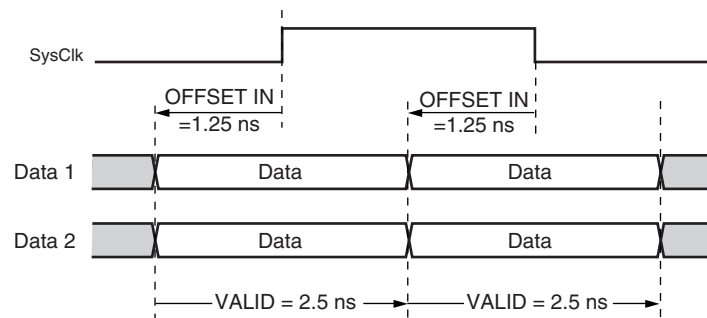 SysClk
OFFSET IN
=1.25 ns
OFFSET IN
=1.25 ns
Data 1
Data
Data
Data 2
Data
Data
VALID = 2.5 ns
VALID = 2.5 ns